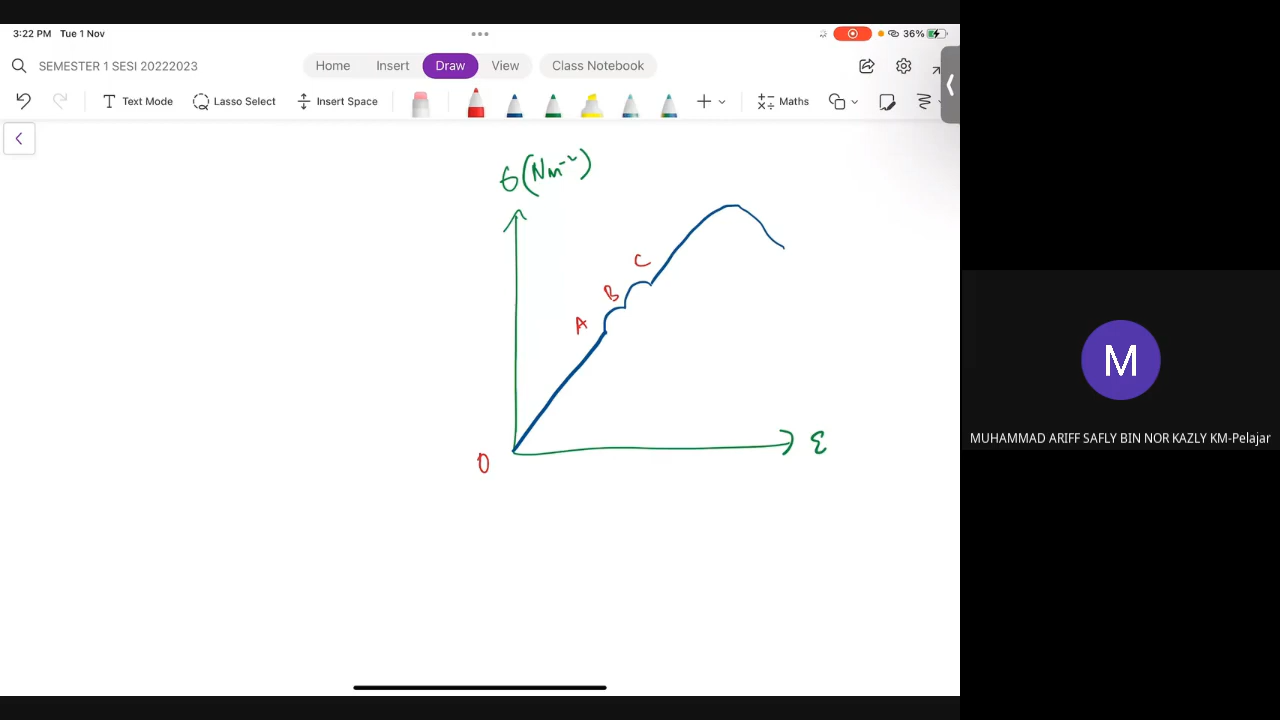 3:22 PM Tue 1 Nov
36%
SEMESTER 1 SESI 20222023
Home Insert Draw View Class Notebook
Text Mode Lasso Select Insert Space Maths
σ(Nm⁻²)
C
B
A
ε
O
M
MUHAMMAD ARIFF SAFLY BIN NOR KAZLY KM-Pelajar